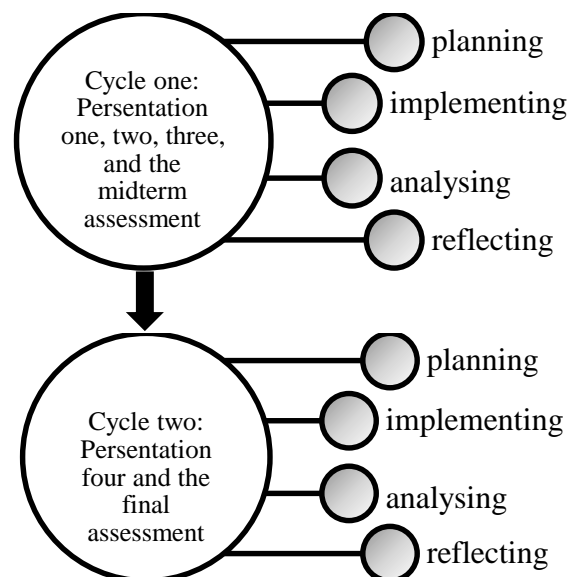 Cycle one:
Persentation
one, two, three,
and the
midterm
assessment
planning
implementing
analysing
reflecting
Cycle two:
Persentation
four and the
final
assessment
planning
implementing
analysing
reflecting